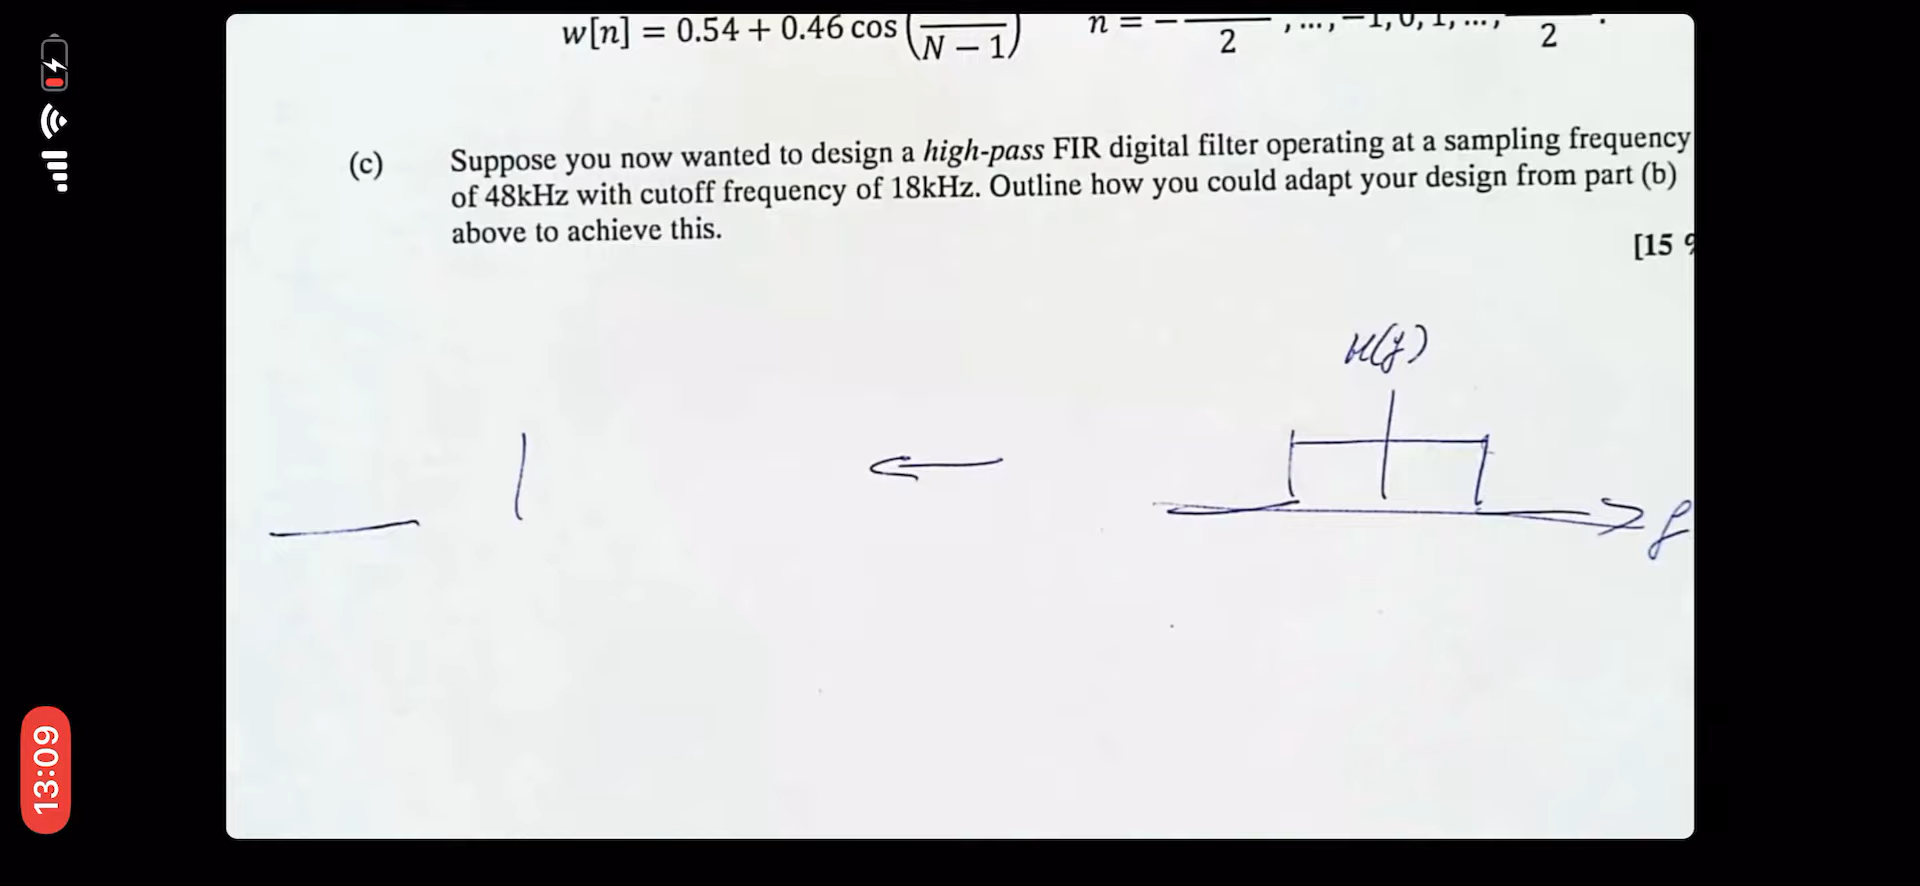 w[n] = 0.54 + 0.46 cos ( N − 1 ) n = − 2 , ..., −1, 0, 1, ..., 2 .
(c) Suppose you now wanted to design a high-pass FIR digital filter operating at a sampling frequency
of 48kHz with cutoff frequency of 18kHz. Outline how you could adapt your design from part (b)
above to achieve this.
[15
H(f)
f
13:09